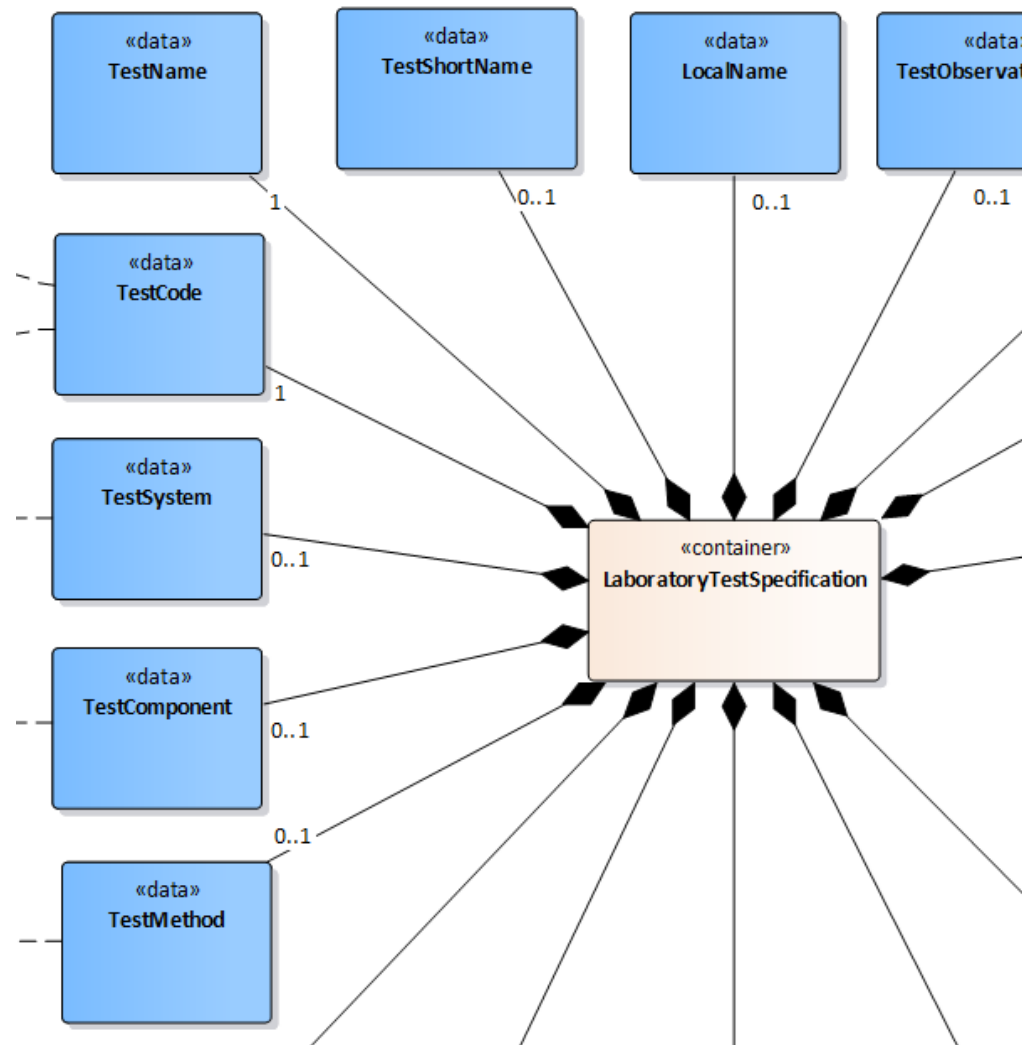 «data»
TestName
«data»
TestShortName
«data»
LocalName
«data»
1
0..1
0..1
0..1
«data»
TestCode
1
«data»
TestSystem
0..1
«container»
LaboratoryTestSpecification
«data»
TestComponent
0..1
0..1
«data»
TestMethod